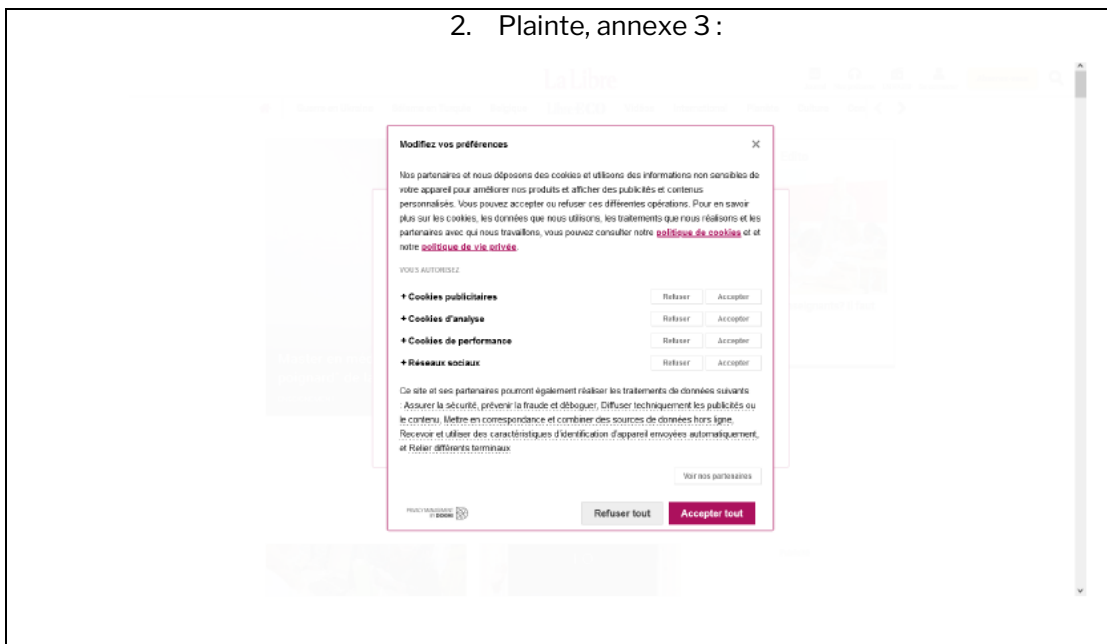 2. Plainte, annexe 3 :
La Libre
Modifiez vos préférences
Nos partenaires et nous déposons des cookies et utilisons des informations non sensibles de
votre appareil pour améliorer nos produits et afficher des publicités et contenus
personnalisés. Vous pouvez accepter ou refuser ces différentes opérations. Pour en savoir
plus sur les cookies, les données que nous utilisons, les traitements que nous réalisons et les
partenaires avec qui nous travaillons, vous pouvez consulter notre politique de cookies et et
notre politique de vie privée.
VOUS AUTORISEZ
+ Cookies publicitaires Refuser Accepter
+ Cookies d'analyse Refuser Accepter
+ Cookies de performance Refuser Accepter
+ Réseaux sociaux Refuser Accepter
Ce site et ses partenaires pourront également réaliser les traitements de données suivants
: Assurer la sécurité, prévenir la fraude et déboguer, Diffuser techniquement les publicités ou
le contenu, Mettre en correspondance et combiner des sources de données hors ligne,
Recevoir et utiliser des caractéristiques d'identification d'appareil envoyées automatiquement,
et Relier différents terminaux
Voir nos partenaires
PRIVACY MANAGEMENT
BY DIDOMI
Refuser tout Accepter tout